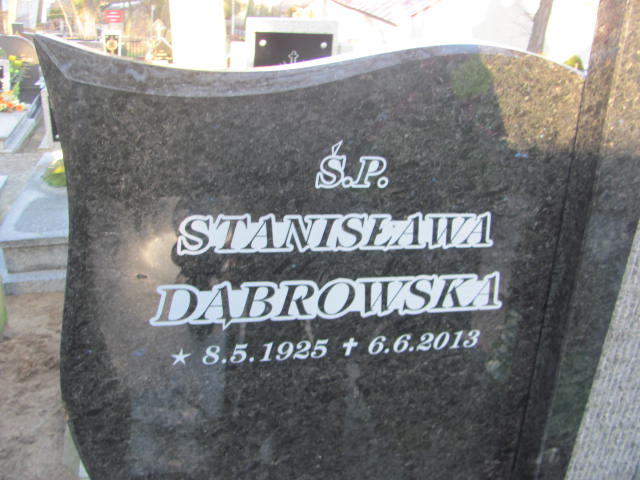 Ś.P.
STANISŁAWA
DĄBROWSKA
★ 8.5.1925 ✝ 6.6.2013